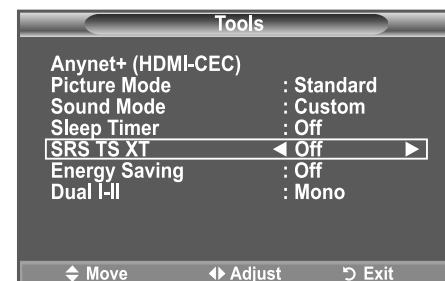 Tools
Anynet+ (HDMI-CEC)
Picture Mode : Standard
Sound Mode : Custom
Sleep Timer : Off
SRS TS XT ◄ Off ►
Energy Saving : Off
Dual I-II : Mono
Move Adjust Exit